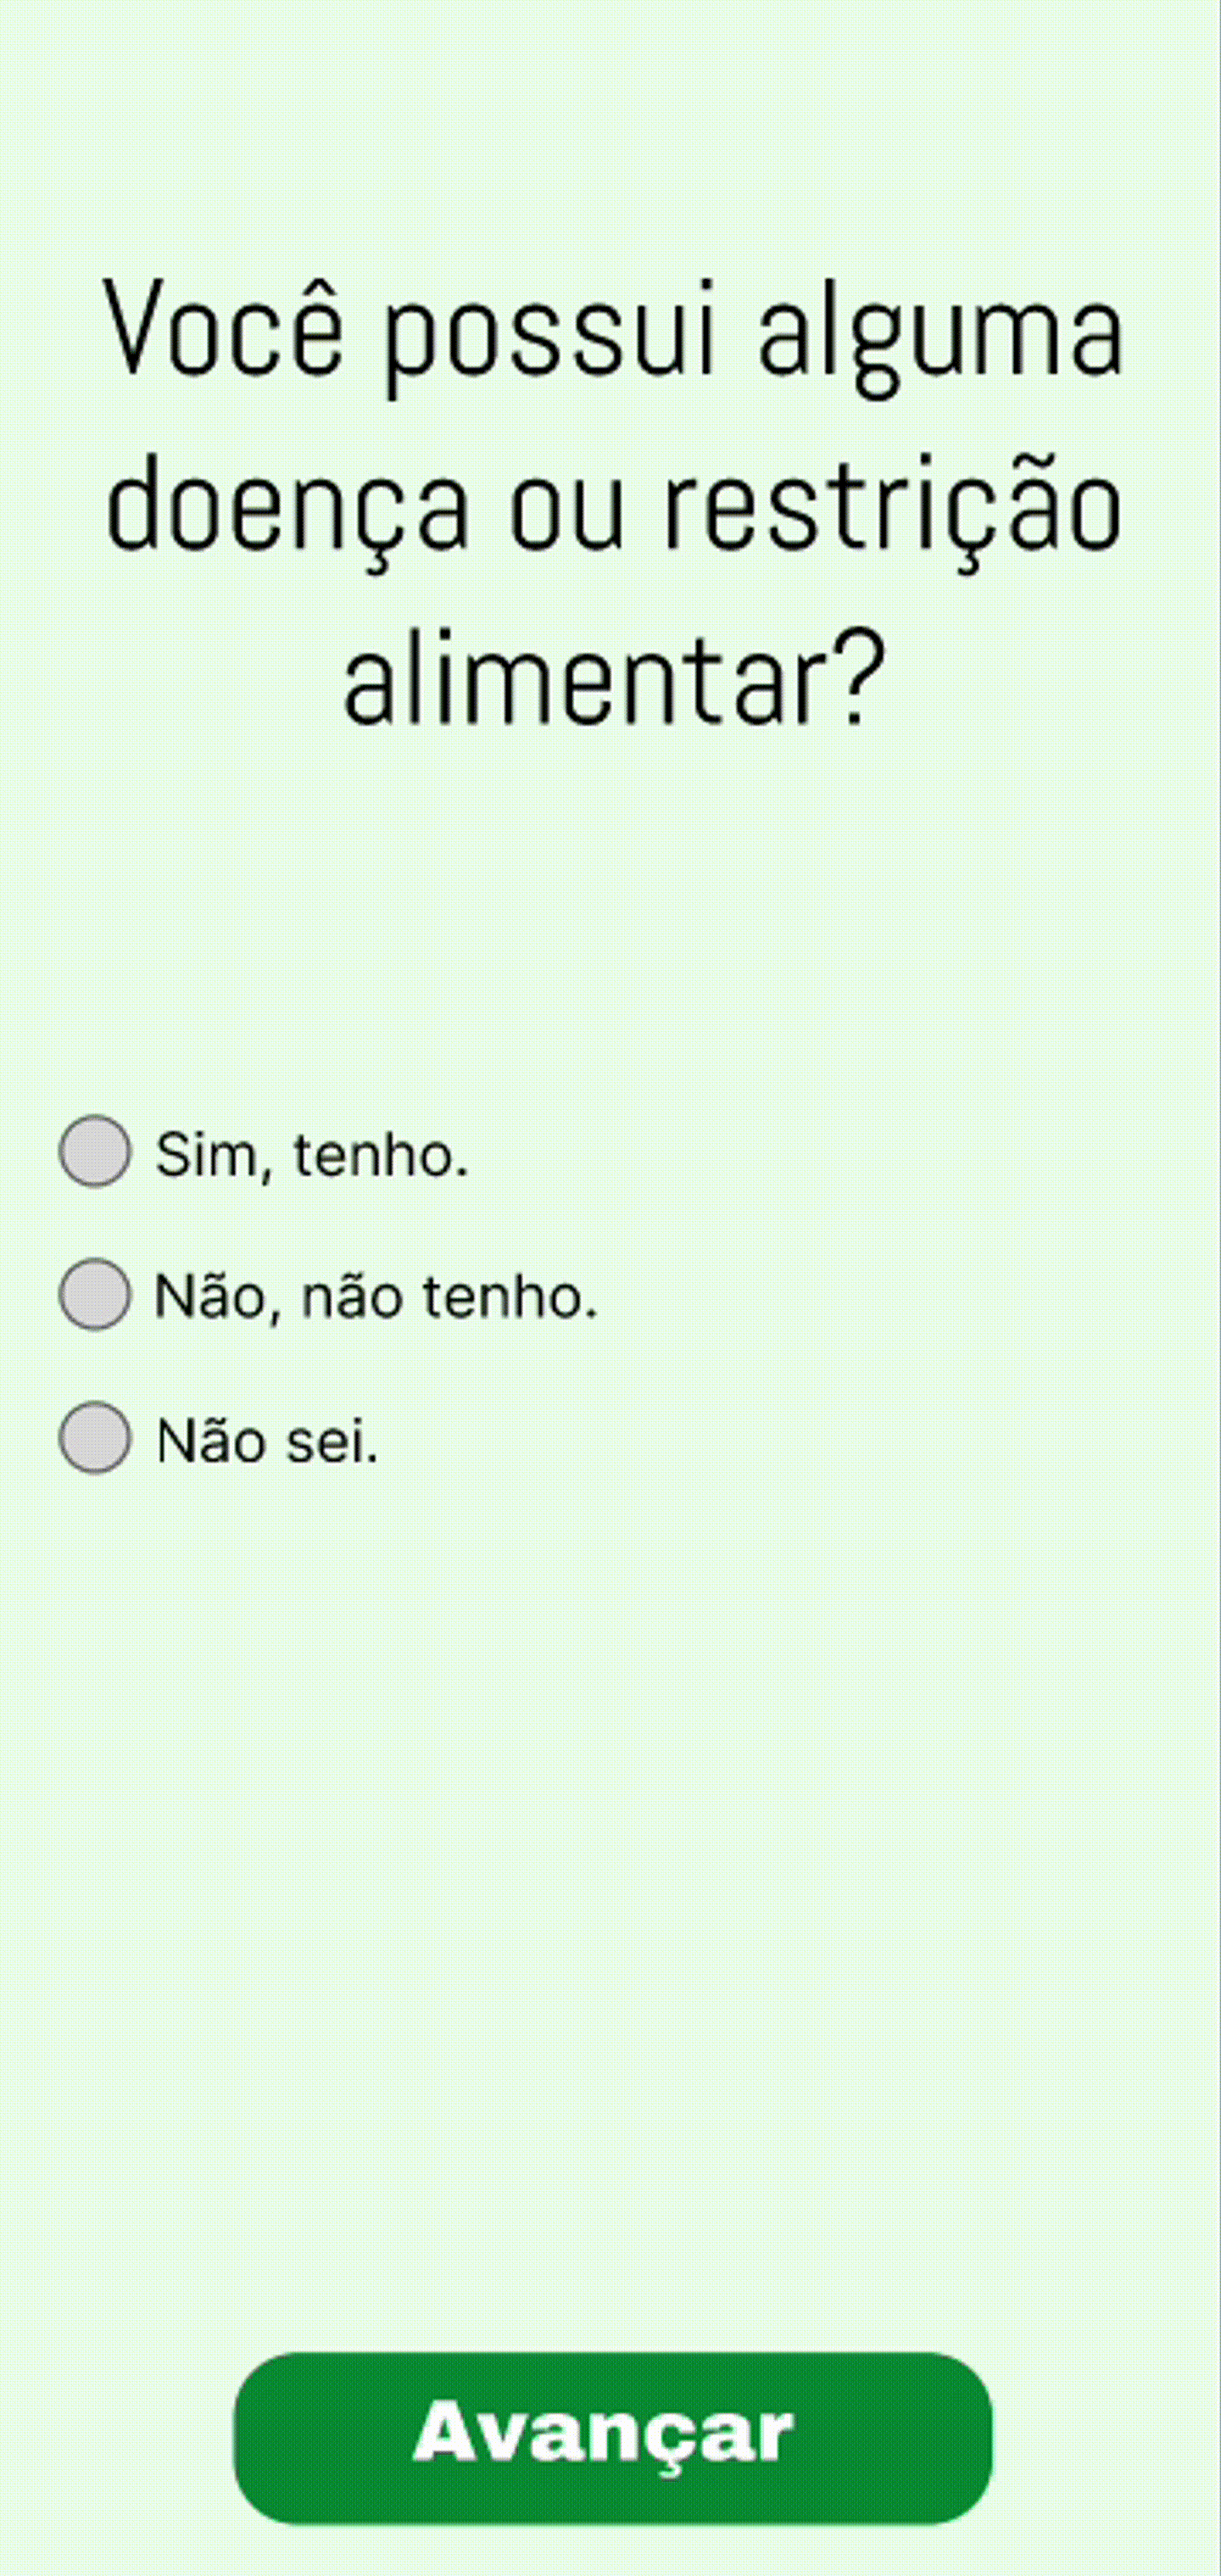 Você possui alguma
doença ou restrição
alimentar?
Sim, tenho.
Não, não tenho.
Não sei.
Avançar